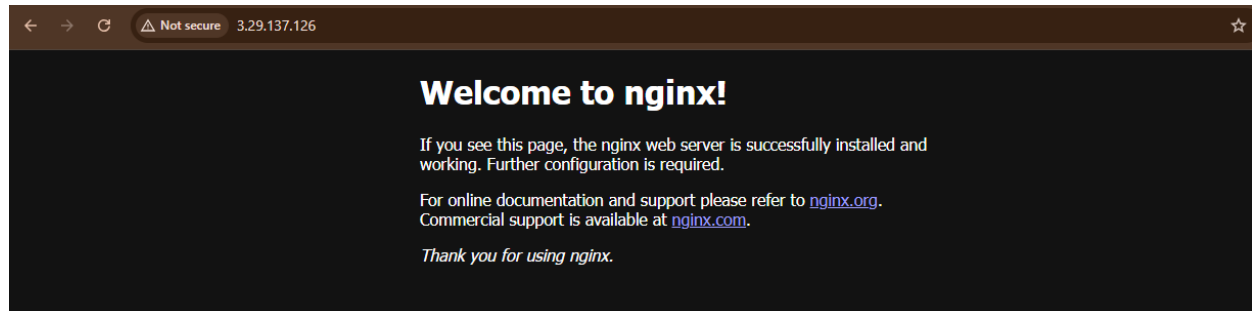 Not secure 3.29.137.126
Welcome to nginx!
If you see this page, the nginx web server is successfully installed and
working. Further configuration is required.
For online documentation and support please refer to nginx.org.
Commercial support is available at nginx.com.
Thank you for using nginx.